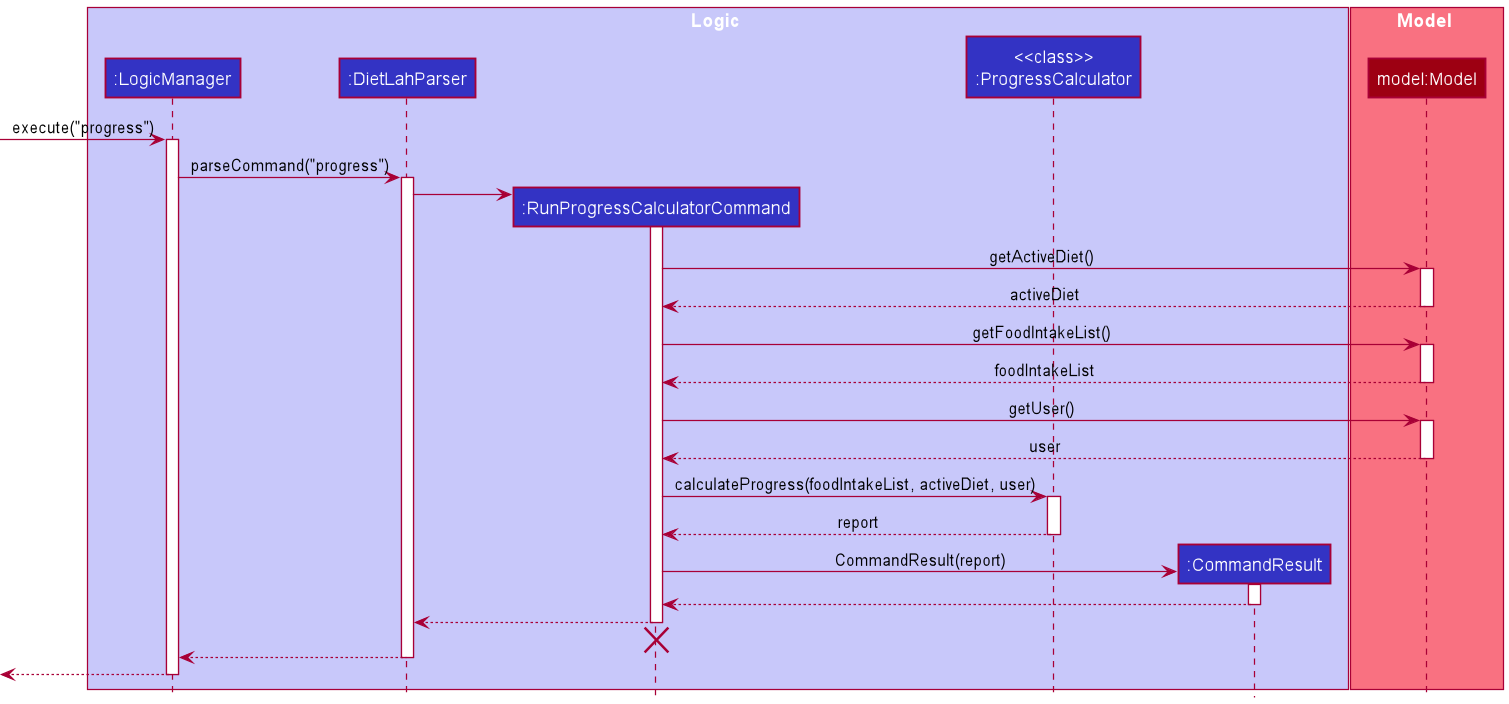 Logic
Model
<<class>>
:LogicManager
:DietLahParser
:ProgressCalculator
model:Model
execute("progress")
parseCommand("progress")
:RunProgressCalculatorCommand
getActiveDiet()
activeDiet
getFoodIntakeList()
foodIntakeList
getUser()
user
calculateProgress(foodIntakeList, activeDiet, user)
report
CommandResult(report)
:CommandResult